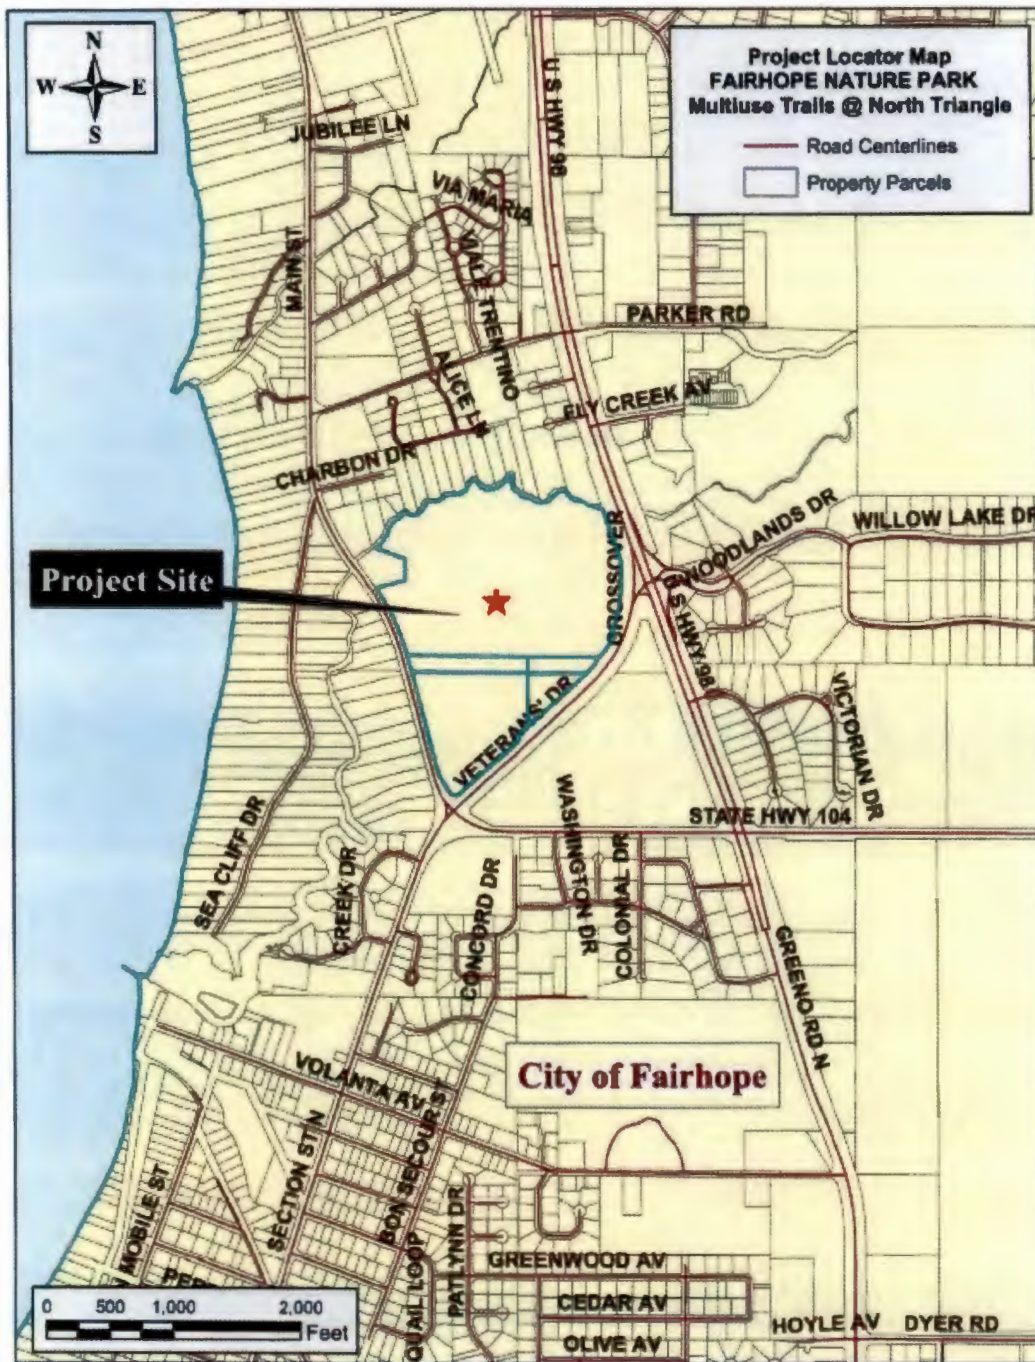 N
W E
S
Project Locator Map
FAIRHOPE NATURE PARK
Multiuse Trails @ North Triangle
Road Centerlines
Property Parcels
U S HWY 98
JUBILEE LN
VIA MARIA
MAIN ST
VIALE TRENTINO
PARKER RD
ALICE LN
FLY CREEK AV
CHARBON DR
CROSSOVER
WOODLANDS DR
WILLOW LAKE DR
Project Site
U S HWY 98
VETERANS' DR
VICTORIAN DR
STATE HWY 104
SEA CLIFF DR
CREEK DR
CONCORD DR
WASHINGTON DR
COLONIAL DR
GREENO RD N
City of Fairhope
VOLANTA AV
SECTION ST N
BON SECOUR ST
MOBILE ST
QUAIL LOOP
PATLYNN DR
GREENWOOD AV
CEDAR AV
OLIVE AV
HOYLE AV
DYER RD
0 500 1,000 2,000
Feet